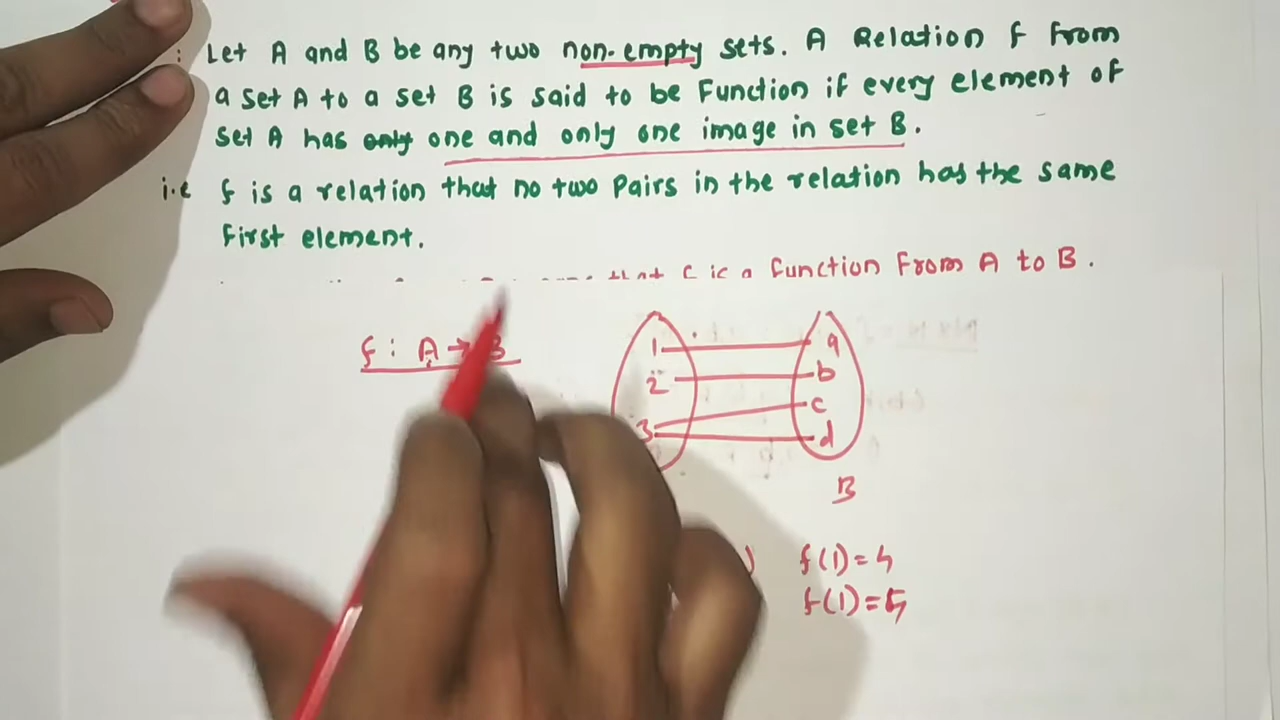 : Let A and B be any two non-empty sets. A Relation f from
a set A to a set B is said to be Function if every element of
set A has only one and only one image in set B.
i.e f is a relation that no two pairs in the relation has the same
First element.
that is a function From A to B.
f : A → B
1 a
2 b
c
3 d
B
) f(1)=4
f(1)=5